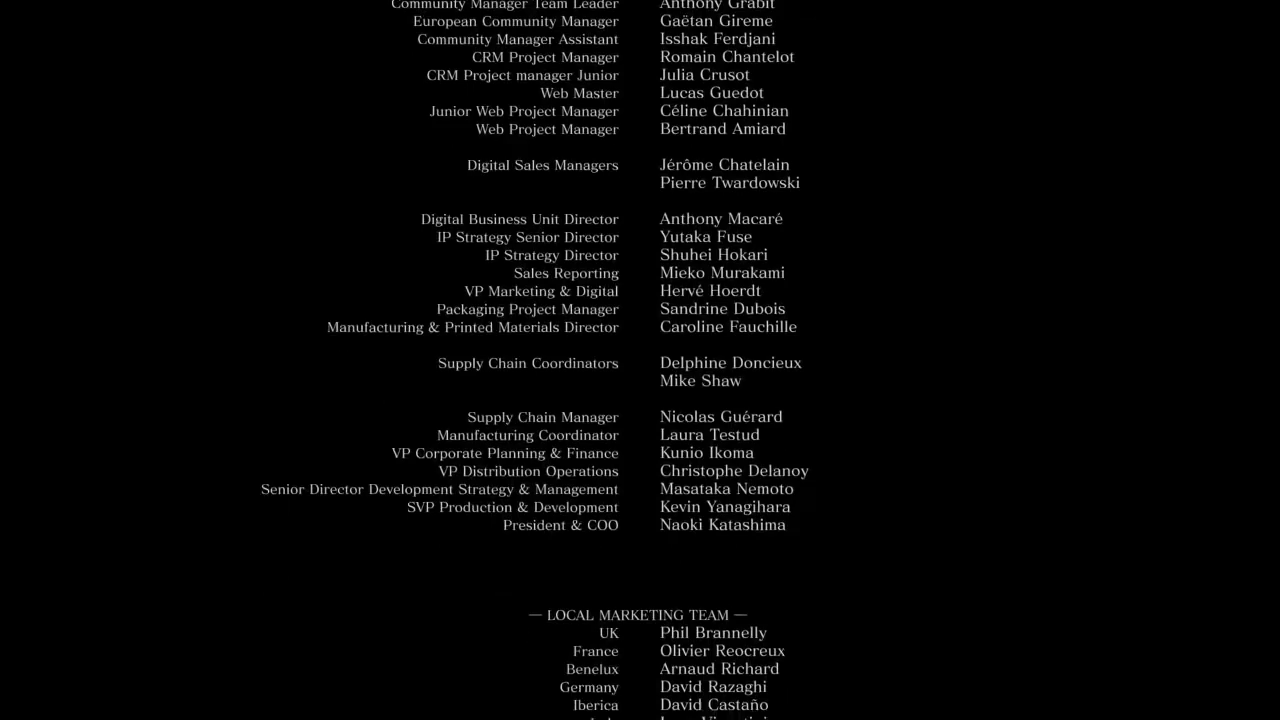 Community Manager Team Leader Anthony Grabit
European Community Manager Gaëtan Gireme
Community Manager Assistant Isshak Ferdjani
CRM Project Manager Romain Chantelot
CRM Project manager Junior Julia Crusot
Web Master Lucas Guedot
Junior Web Project Manager Céline Chahinian
Web Project Manager Bertrand Amiard
Digital Sales Managers Jérôme Chatelain
Pierre Twardowski
Digital Business Unit Director Anthony Macaré
IP Strategy Senior Director Yutaka Fuse
IP Strategy Director Shuhei Hokari
Sales Reporting Mieko Murakami
VP Marketing & Digital Hervé Hoerdt
Packaging Project Manager Sandrine Dubois
Manufacturing & Printed Materials Director Caroline Fauchille
Supply Chain Coordinators Delphine Doncieux
Mike Shaw
Supply Chain Manager Nicolas Guérard
Manufacturing Coordinator Laura Testud
VP Corporate Planning & Finance Kunio Ikoma
VP Distribution Operations Christophe Delanoy
Senior Director Development Strategy & Management Masataka Nemoto
SVP Production & Development Kevin Yanagihara
President & COO Naoki Katashima
— LOCAL MARKETING TEAM —
UK Phil Brannelly
France Olivier Reocreux
Benelux Arnaud Richard
Germany David Razaghi
Iberica David Castaño